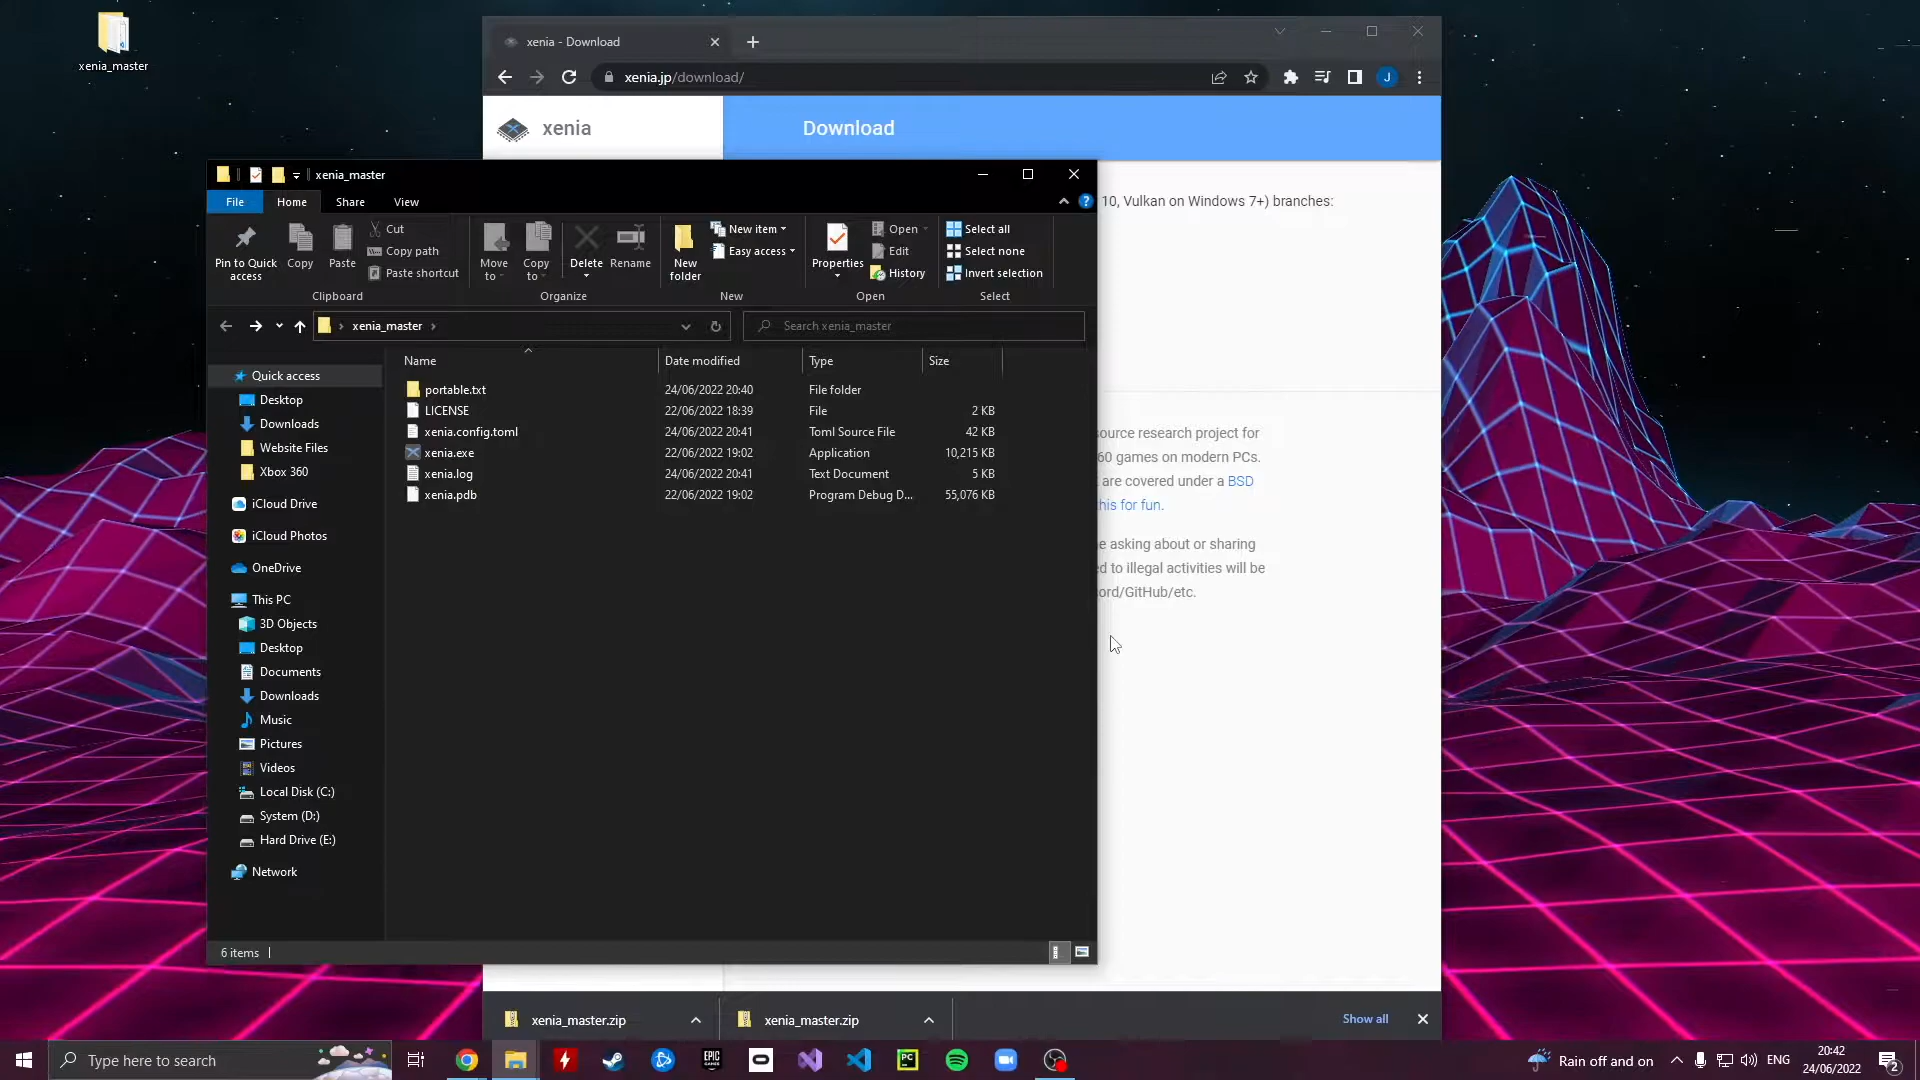 xenia_master
xenia - Download
xenia.jp/download/
J
xenia
Download
10, Vulkan on Windows 7+) branches:
xenia_master
File
Home
Share
View
Pin to Quick access
Copy
Paste
Cut
Copy path
Paste shortcut
Clipboard
Move to
Copy to
Delete
Rename
Organize
New folder
New item
Easy access
New
Properties
Open
Edit
History
Open
Select all
Select none
Invert selection
Select
xenia_master
Search xenia_master
Name
Date modified
Type
Size
portable.txt 24/06/2022 20:40 File folder
LICENSE 22/06/2022 18:39 File 2 KB
xenia.config.toml 24/06/2022 20:41 Toml Source File 42 KB
xenia.exe 22/06/2022 19:02 Application 10,215 KB
xenia.log 24/06/2022 20:41 Text Document 5 KB
xenia.pdb 22/06/2022 19:02 Program Debug D... 55,076 KB
Quick access
Desktop
Downloads
Website Files
Xbox 360
iCloud Drive
iCloud Photos
OneDrive
This PC
3D Objects
Desktop
Documents
Downloads
Music
Pictures
Videos
Local Disk (C:)
System (D:)
Hard Drive (E:)
Network
6 items
ource research project for
60 games on modern PCs.
are covered under a BSD
this for fun.
e asking about or sharing
ed to illegal activities will be
ord/GitHub/etc.
xenia_master.zip
xenia_master.zip
Show all
Type here to search
EPIC GAMES
PC
Rain off and on
ENG
20:42
24/06/2022
2